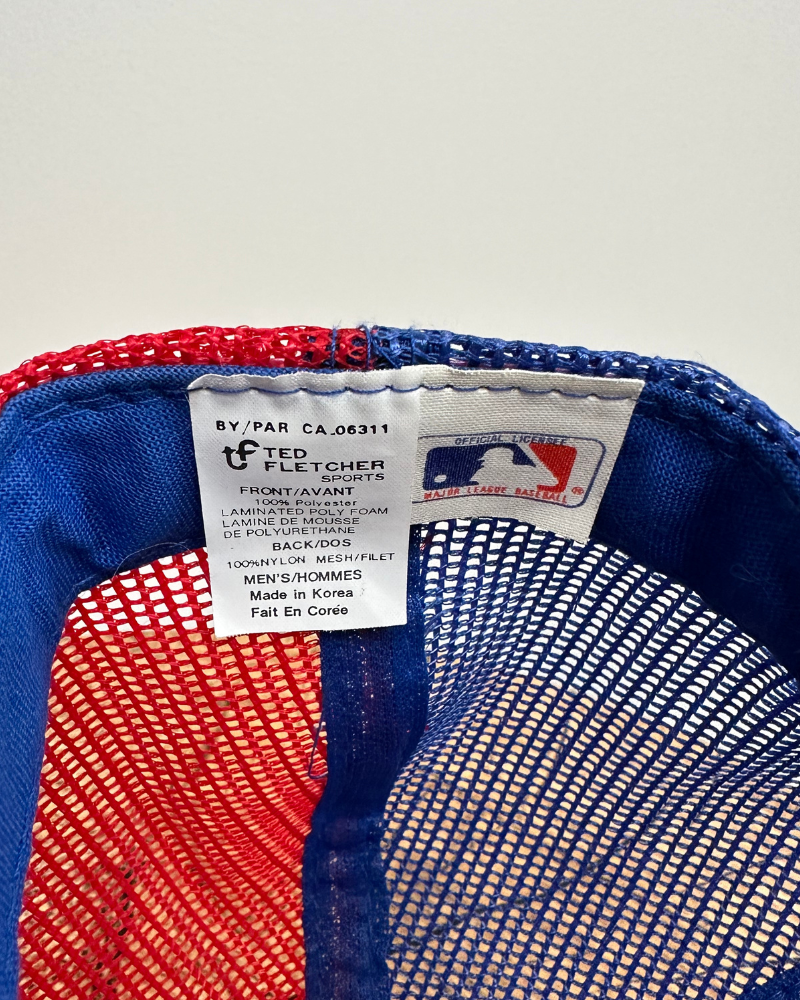 BY/PAR CA.06311
tf TED
FLETCHER
SPORTS
FRONT/AVANT
100% Polyester
LAMINATED POLY FOAM
LAMINE DE MOUSSE
DE POLYURETHANE
BACK/DOS
100%NYLON MESH/FILET
MEN'S/HOMMES
Made in Korea
Fait En Corée
OFFICIAL LICENSEE
MAJOR LEAGUE BASEBALL ®